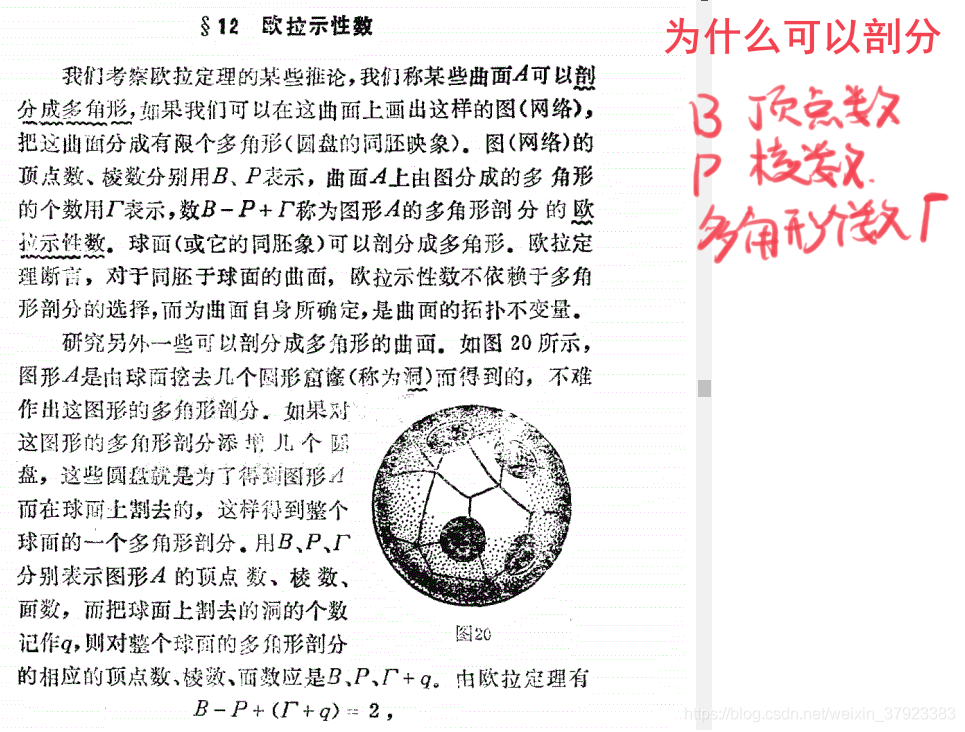 §12 欧拉示性数
我们考察欧拉定理的某些推论,我们称某些曲面A可以剖
分成多角形,如果我们可以在这曲面上画出这样的图(网络),
把这曲面分成有限个多角形(圆盘的同胚映象)。图(网络)的
顶点数、棱数分别用B、P表示，曲面A上由图分成的多 角形
的个数用Γ表示,数B-P+Γ称为图形A的多角形剖 分 的 欧
拉示性数。球面(或它的同胚象)可以剖分成多角形。欧拉定
理断言，对于同胚于球面的曲面，欧拉示性数不依赖于多角
形剖分的选择,而为曲面自身所确定,是曲面的拓扑不变量。
研究另外一些可以剖分成多角形的曲面。如图 20 所示，
图形A是由球面挖去几个圆形窟窿(称为洞)而得到的，不难
作出这图形的多角形剖分。如果对
这图形的多角形剖分添 增 几 个 圆
盘，这些圆盘就是为了得到图形A
而在球面上割去的，这样得到整个
球面的一个多角形剖分。用B、P、Γ
分别表示图形A 的顶点 数、棱 数、
面数，而把球面上割去的洞的个数
记作q,则对整个球面的多角形剖分
的相应的顶点数、棱数、面数应是B、P、Γ+q。由欧拉定理有
B-P+(Γ+q)=2,
图20
为什么可以剖分
B 顶点数
P 棱数
多角形个数Γ
https://blog.csdn.net/weixin_37923383